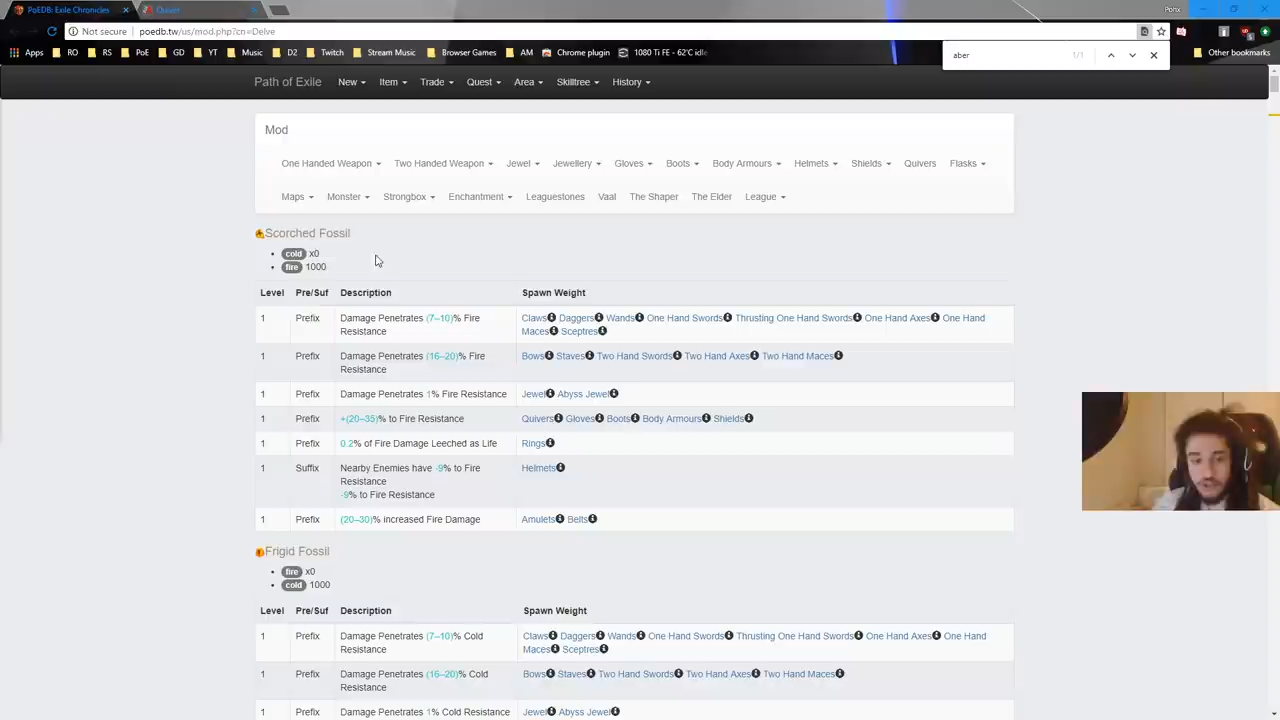 PoEDB: Exile Chronicles
Quiver
Pohx
Not secure
poedb.tw/us/mod.php?cn=Delve
Apps RO RS PoE GD YT Music D2 Twitch Stream Music Browser Games AM Chrome plugin 1080 Ti FE - 62°C idle Other bookmarks
aber 1/1
Path of Exile New Item Trade Quest Area Skilltree History
Mod
One Handed Weapon Two Handed Weapon Jewel Jewellery Gloves Boots Body Armours Helmets Shields Quivers Flasks
Maps Monster Strongbox Enchantment Leaguestones Vaal The Shaper The Elder League
Scorched Fossil
cold x0
fire 1000
Level Pre/Suf Description Spawn Weight
1 Prefix Damage Penetrates (7–10)% Fire Resistance Claws Daggers Wands One Hand Swords Thrusting One Hand Swords One Hand Axes One Hand Maces Sceptres
1 Prefix Damage Penetrates (16–20)% Fire Resistance Bows Staves Two Hand Swords Two Hand Axes Two Hand Maces
1 Prefix Damage Penetrates 1% Fire Resistance Jewel Abyss Jewel
1 Prefix +(20–35)% to Fire Resistance Quivers Gloves Boots Body Armours Shields
1 Prefix 0.2% of Fire Damage Leeched as Life Rings
1 Suffix Nearby Enemies have -9% to Fire Resistance Helmets
-9% to Fire Resistance
1 Prefix (20–30)% increased Fire Damage Amulets Belts
Frigid Fossil
fire x0
cold 1000
Level Pre/Suf Description Spawn Weight
1 Prefix Damage Penetrates (7–10)% Cold Resistance Claws Daggers Wands One Hand Swords Thrusting One Hand Swords One Hand Axes One Hand Maces Sceptres
1 Prefix Damage Penetrates (16–20)% Cold Resistance Bows Staves Two Hand Swords Two Hand Axes Two Hand Maces
1 Prefix Damage Penetrates 1% Cold Resistance Jewel Abyss Jewel